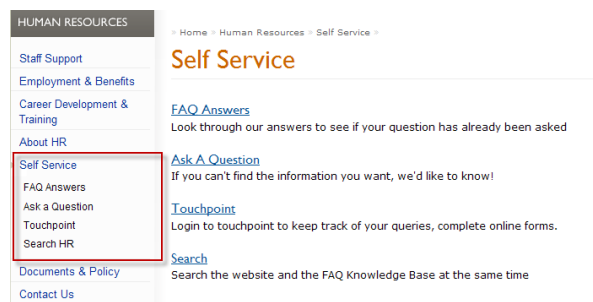 HUMAN RESOURCES
Staff Support
Employment & Benefits
Career Development &
Training
About HR
Self Service
FAQ Answers
Ask a Question
Touchpoint
Search HR
Documents & Policy
Contact Us
» Home » Human Resources » Self Service »
Self Service
FAQ Answers
Look through our answers to see if your question has already been asked
Ask A Question
If you can't find the information you want, we'd like to know!
Touchpoint
Login to touchpoint to keep track of your queries, complete online forms.
Search
Search the website and the FAQ Knowledge Base at the same time